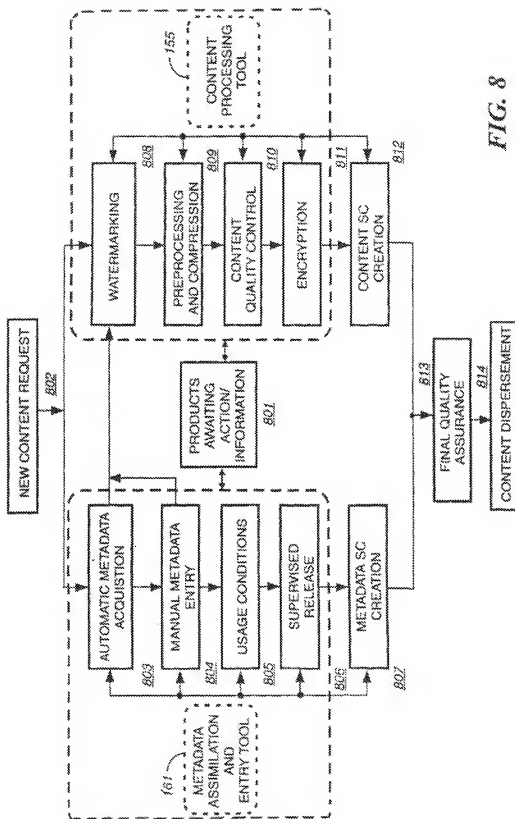 NEW CONTENT REQUEST
802
AUTOMATIC METADATA
ACQUISTION
803
MANUAL METADATA
ENTRY
804
USAGE CONDITIONS
805
SUPERVISED
RELEASE
806
METADATA SC
CREATION
807
161
METADATA
ASSIMILATION
AND
ENTRY TOOL
PRODUCTS
AWAITING
ACTION/
INFORMATION
801
WATERMARKING
808
PREPROCESSING
AND COMPRESSION
809
CONTENT
QUALITY CONTROL
810
ENCRYPTION
811
CONTENT SC
CREATION
812
155
CONTENT
PROCESSING
TOOL
813
FINAL QUALITY
ASSURANCE
814
CONTENT DISPERSEMENT
FIG. 8